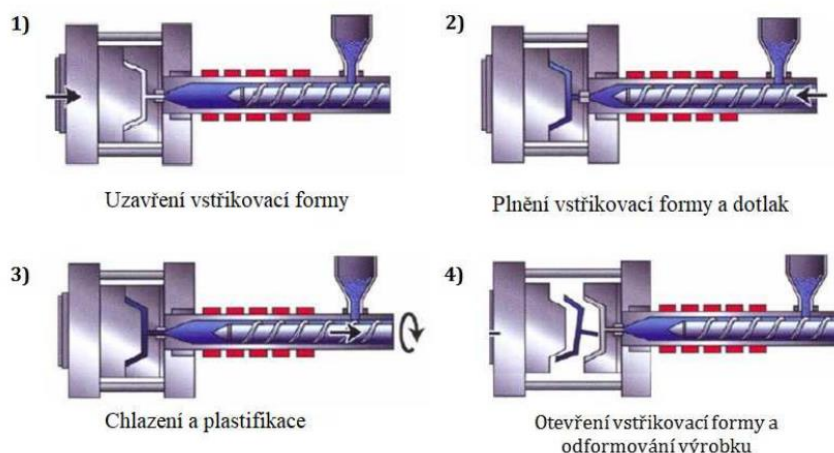 1)
2)
Uzavření vstřikovací formy
Plnění vstřikovací formy a dotlak
3)
4)
Chlazení a plastifikace
Otevření vstřikovací formy a
odformování výrobku